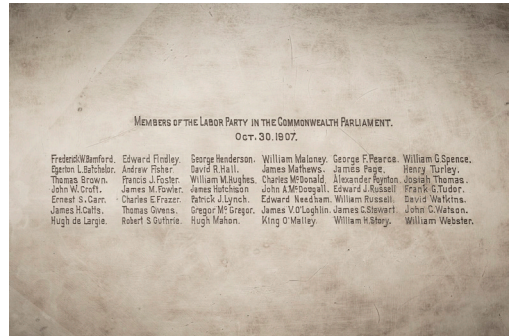 MEMBERS OF THE LABOR PARTY IN THE COMMONWEALTH PARLIAMENT.
OCT. 30. 1907.
Frederick W. Bamford. Edward Findley. George Henderson. William Maloney. George F. Pearce. William G. Spence.
Egerton L. Batchelor. Andrew Fisher David R. Hall. James Mathews. James Page. Henry Turley.
Thomas Brown. Francis J. Foster. William M. Hughes. Charles McDonald. Alexander Poynton. Josiah Thomas.
John W. Croft. James M. Fowler. James Hutchison John A. McDougall. Edward J. Russell Frank G. Tudor.
Ernest S. Carr. Charles E. Frazer. Patrick J. Lynch. Edward Needham. William Russell. David Watkins.
James H. Catts. Thomas Givens. Gregor McGregor. James V. O'Loghlin. James C. Stewart. John C. Watson.
Hugh de Largie. Robert S. Guthrie. Hugh Mahon. King O'Malley. William H. Story. William Webster.